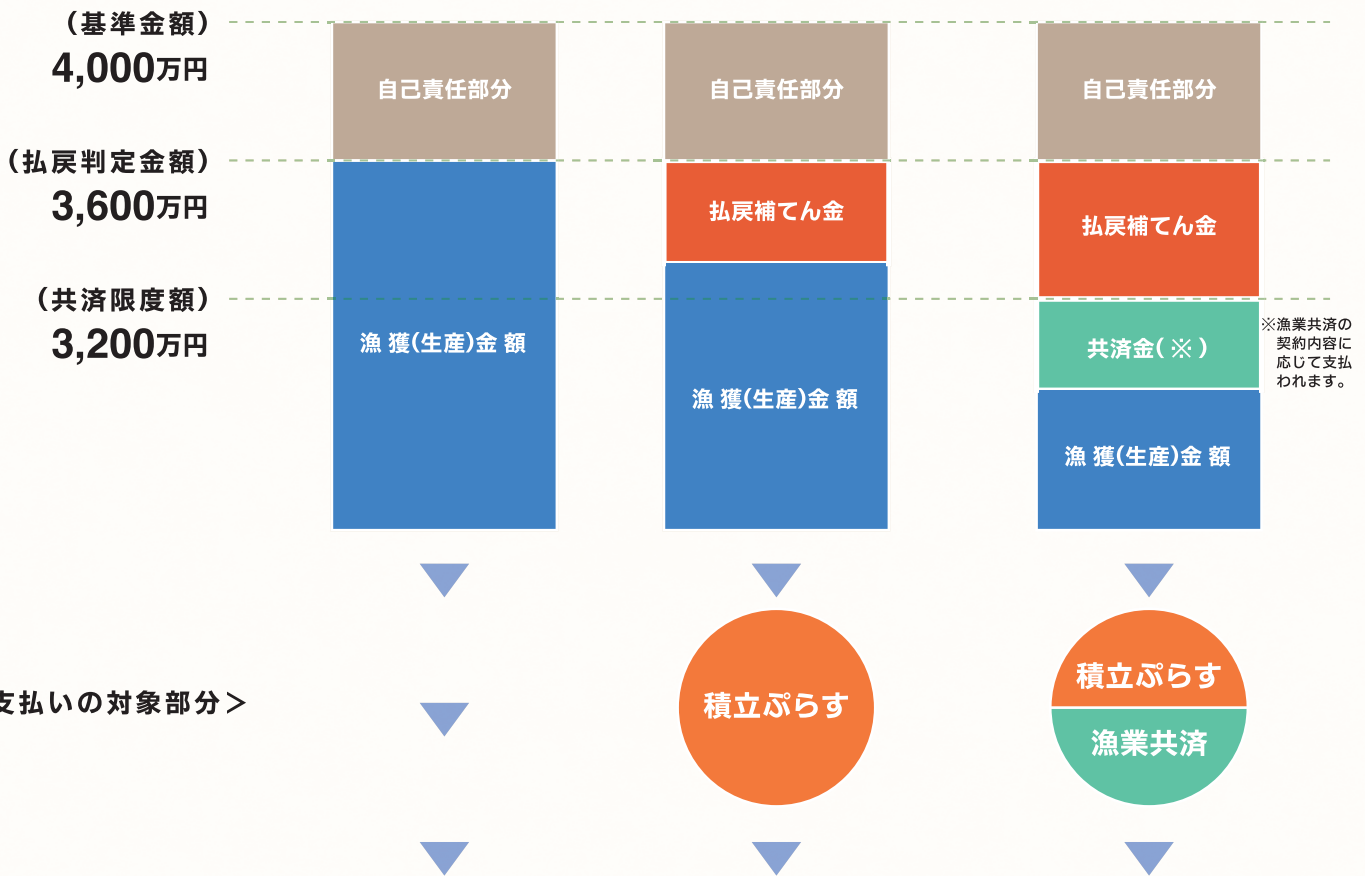 （基準金額）
4,000万円
（払戻判定金額）
3,600万円
（共済限度額）
3,200万円
自己責任部分
漁獲(生産)金額
自己責任部分
払戻補てん金
漁獲(生産)金額
自己責任部分
払戻補てん金
共済金(※)
漁獲(生産)金額
※漁業共済の
契約内容に
応じて支払
われます。
支払いの対象部分＞
積立ぷらす
積立ぷらす
漁業共済